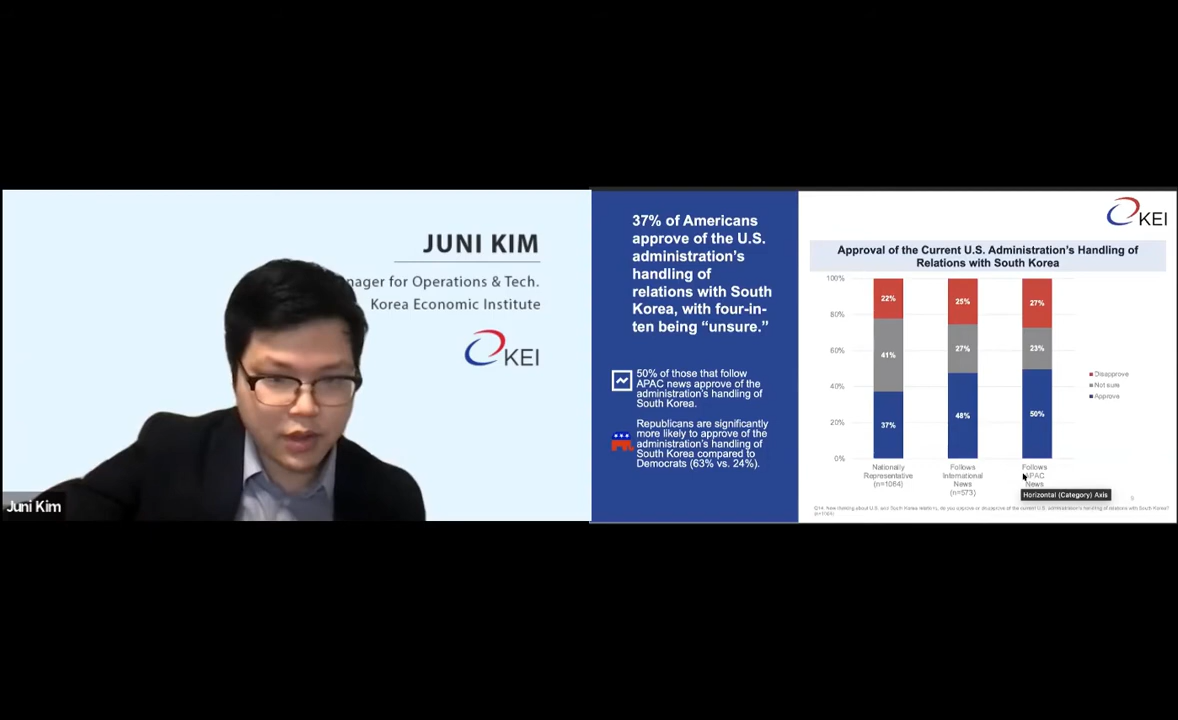 JUNI KIM
nager for Operations & Tech.
Korea Economic Institute
KEI
Juni Kim
37% of Americans
approve of the U.S.
administration's
handling of
relations with South
Korea, with four-in-
ten being “unsure.”
50% of those that follow
APAC news approve of the
administration's handling of
South Korea.
Republicans are significantly
more likely to approve of the
administration's handling of
South Korea compared to
Democrats (63% vs. 24%).
KEI
Approval of the Current U.S. Administration's Handling of
Relations with South Korea
100%
80%
60%
40%
20%
0%
22%
41%
37%
25%
27%
48%
27%
23%
50%
Disapprove
Not sure
Approve
Nationally
Representative
(n=1064)
Follows
International
News
(n=573)
Follows
APAC
News
Horizontal (Category) Axis